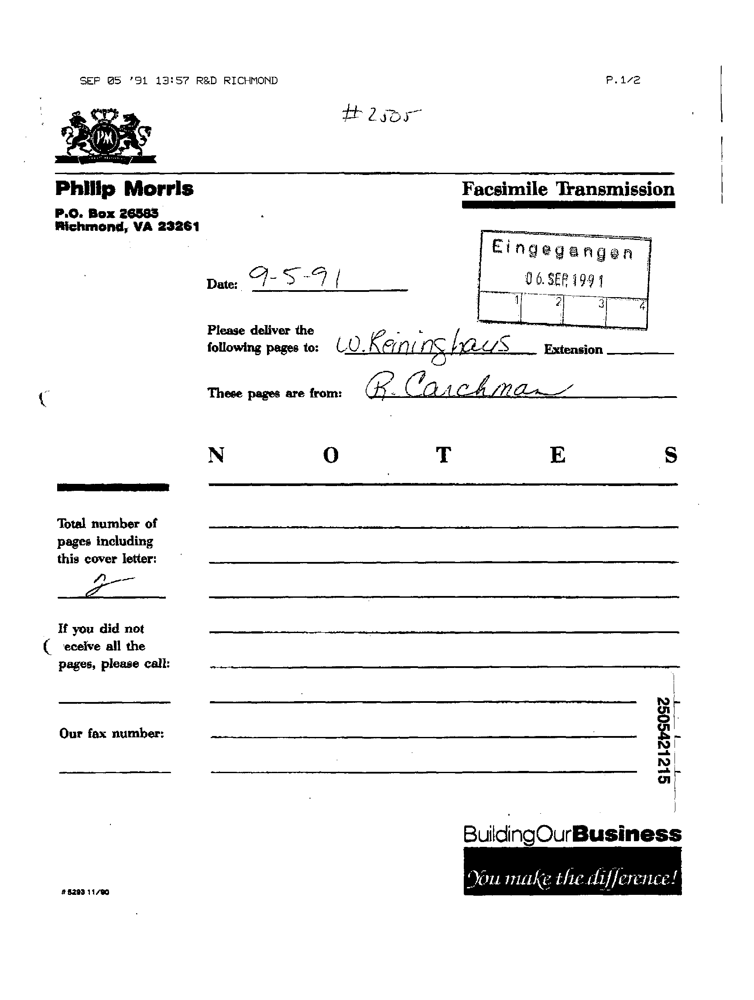 SEP 05 '91 13:57 R&D RICHMOND P.1/2
#2505
PM
Philip Morris
Facsimile Transmission
P.O. Box 26583
Richmond, VA 23261
Eingegangen
06. SEP. 1991
1 2 3 4
Date: 9-5-91
Please deliver the
following pages to: W. Reininghaus Extension
These pages are from: R. Carchman
N O T E S
Total number of
pages including
this cover letter:
2
If you did not
eceive all the
pages, please call:
Our fax number:
2505421215
BuildingOurBusiness
You make the difference!
# 5293 11/90